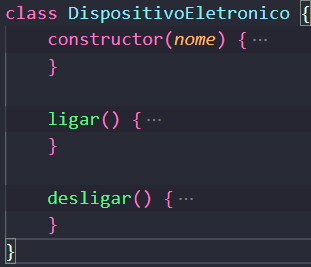 class DispositivoEletronico {
constructor(nome) { ···
}
ligar() { ···
}
desligar() { ···
}
}